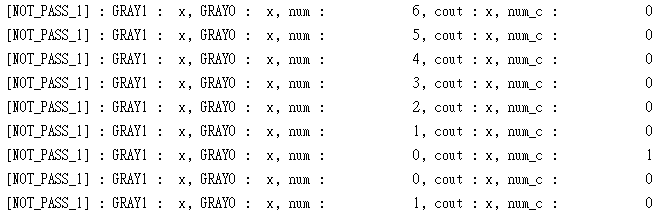 [NOT_PASS_1] : GRAY1 :  x, GRAY0 :  x, num :           6, cout : x, num_c :           0
[NOT_PASS_1] : GRAY1 :  x, GRAY0 :  x, num :           5, cout : x, num_c :           0
[NOT_PASS_1] : GRAY1 :  x, GRAY0 :  x, num :           4, cout : x, num_c :           0
[NOT_PASS_1] : GRAY1 :  x, GRAY0 :  x, num :           3, cout : x, num_c :           0
[NOT_PASS_1] : GRAY1 :  x, GRAY0 :  x, num :           2, cout : x, num_c :           0
[NOT_PASS_1] : GRAY1 :  x, GRAY0 :  x, num :           1, cout : x, num_c :           0
[NOT_PASS_1] : GRAY1 :  x, GRAY0 :  x, num :           0, cout : x, num_c :           1
[NOT_PASS_1] : GRAY1 :  x, GRAY0 :  x, num :           0, cout : x, num_c :           0
[NOT_PASS_1] : GRAY1 :  x, GRAY0 :  x, num :           1, cout : x, num_c :           0